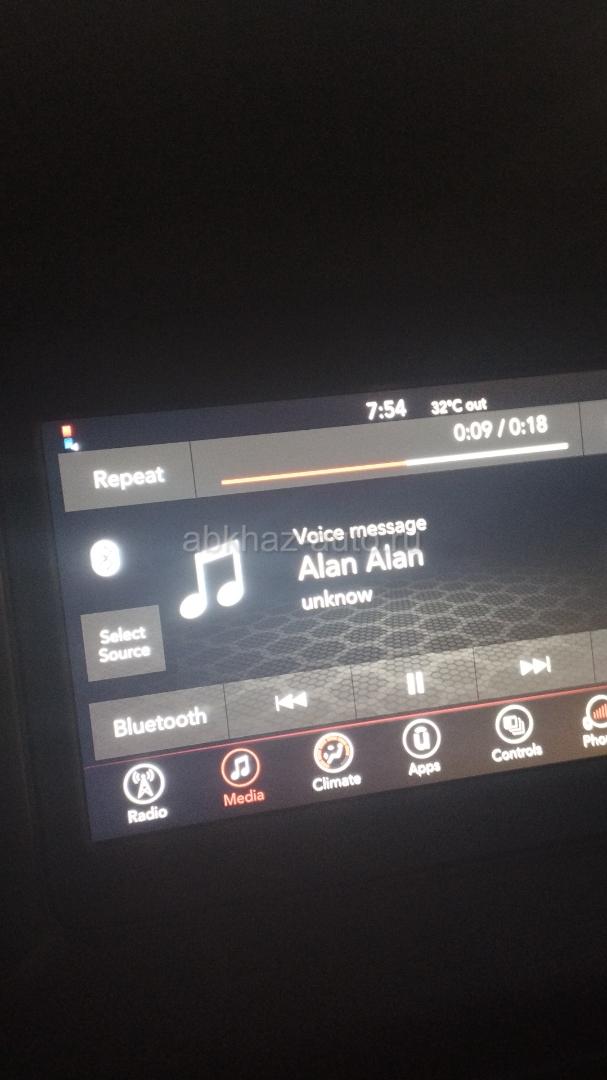 7:54 32°C out
Repeat
0:09 / 0:18
abkhaz-auto.ru
Voice message
Alan Alan
unknow
Select
Source
Bluetooth
Radio
Media
Climate
Apps
Controls